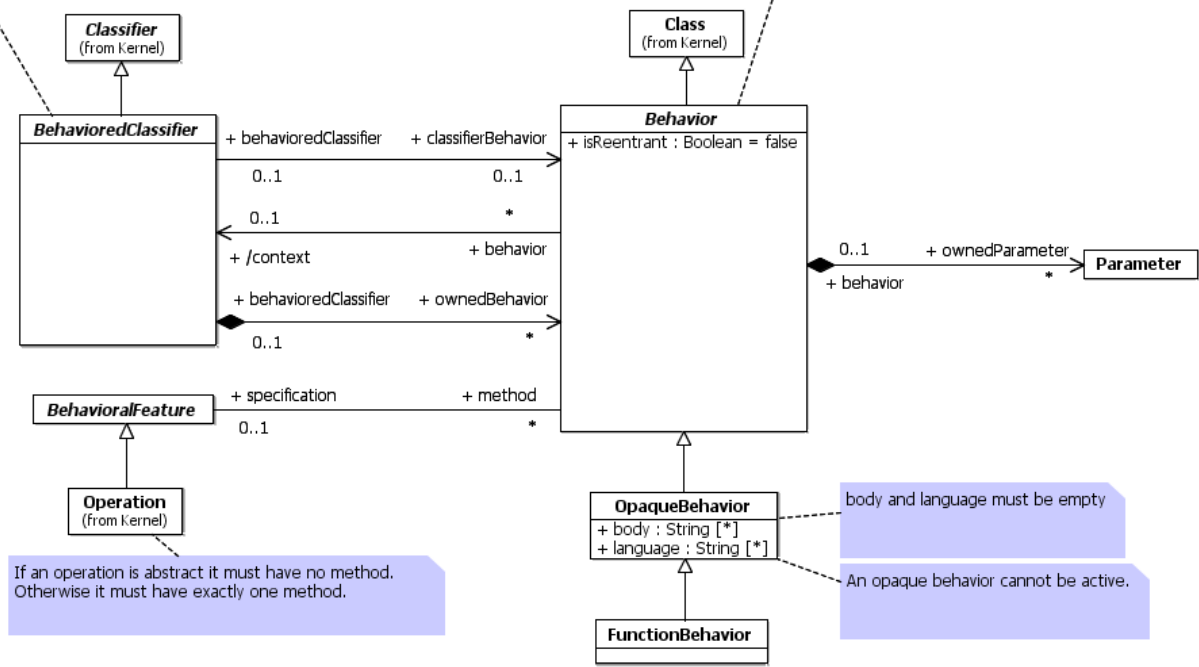 Classifier
(from Kernel)
Class
(from Kernel)
BehavioredClassifier
+ behavioredClassifier
+ classifierBehavior
0..1
0..1
0..1
*
+ /context
+ behavior
+ behavioredClassifier
+ ownedBehavior
0..1
*
Behavior
+ isReentrant : Boolean = false
0..1
+ ownedParameter
+ behavior
*
Parameter
BehavioralFeature
+ specification
+ method
0..1
*
Operation
(from Kernel)
If an operation is abstract it must have no method.
Otherwise it must have exactly one method.
OpaqueBehavior
+ body : String [*]
+ language : String [*]
body and language must be empty
An opaque behavior cannot be active.
FunctionBehavior